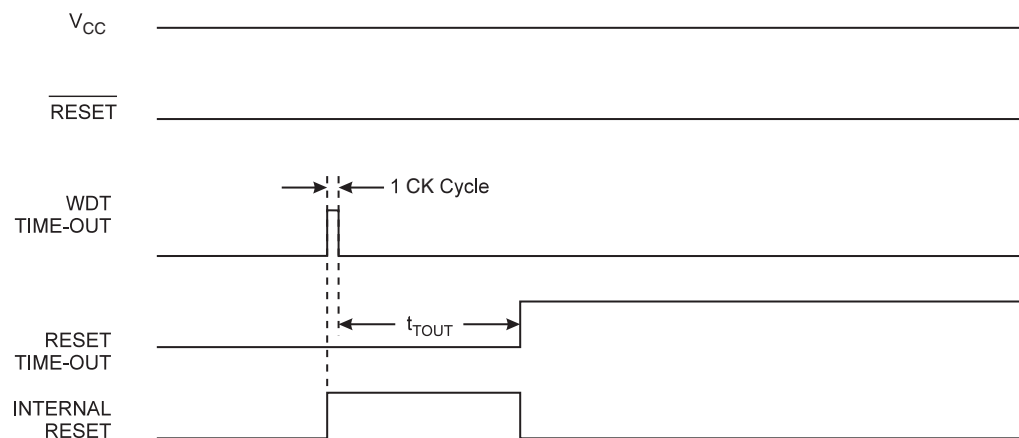 VCC
RESET
1 CK Cycle
WDT
TIME-OUT
tTOUT
RESET
TIME-OUT
INTERNAL
RESET